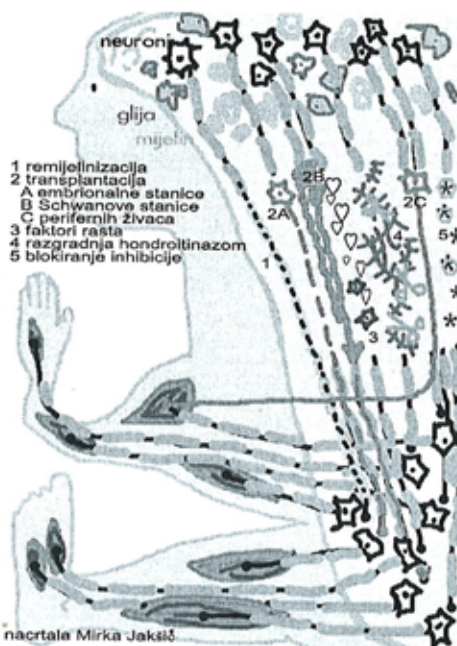 neuroni
glija
mijelin
1 remijelinizacija
2 transplantacija
A embrionalne stanice
B Schwanove stanice
C perifernih živaca
3 faktori rasta
4 razgradnja hondroitinazom
5 blokiranje inhibicije
2A
2B
2C
1
3
4
5
nacrtala Mirka Jakšič